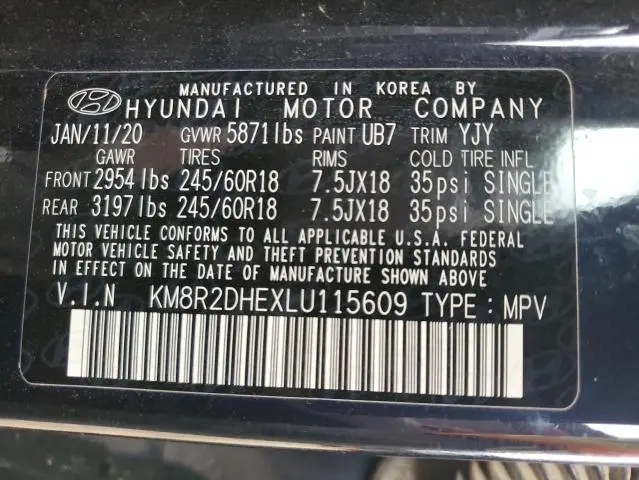 MANUFACTURED IN KOREA BY
HYUNDAI MOTOR COMPANY
JAN/11/20 GVWR 5871lbs PAINT UB7 TRIM YJY
GAWR TIRES RIMS COLD TIRE INFL
FRONT 2954lbs 245/60R18 7.5JX18 35psi SINGLE
REAR 3197lbs 245/60R18 7.5JX18 35psi SINGLE
THIS VEHICLE CONFORMS TO ALL APPLICABLE U.S.A. FEDERAL
MOTOR VEHICLE SAFETY AND THEFT PREVENTION STANDARDS
IN EFFECT ON THE DATE OF MANUFACTURE SHOWN ABOVE.
V.I.N KM8R2DHEXLU115609 TYPE : MPV